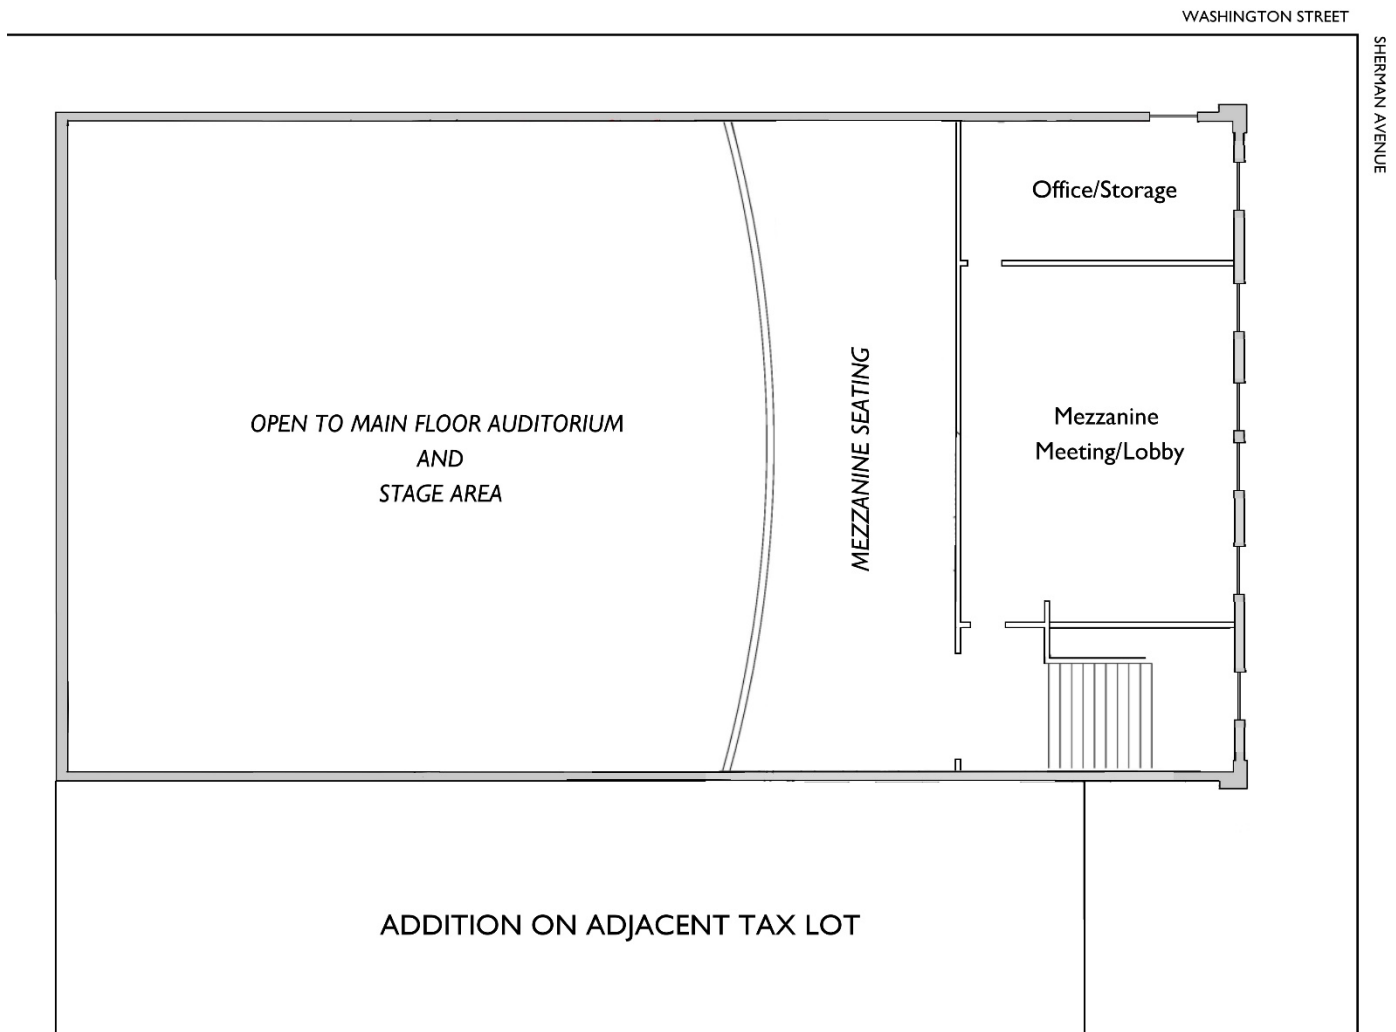 WASHINGTON STREET
SHERMAN AVENUE
Office/Storage
Mezzanine
Meeting/Lobby
MEZZANINE SEATING
OPEN TO MAIN FLOOR AUDITORIUM
AND
STAGE AREA
ADDITION ON ADJACENT TAX LOT